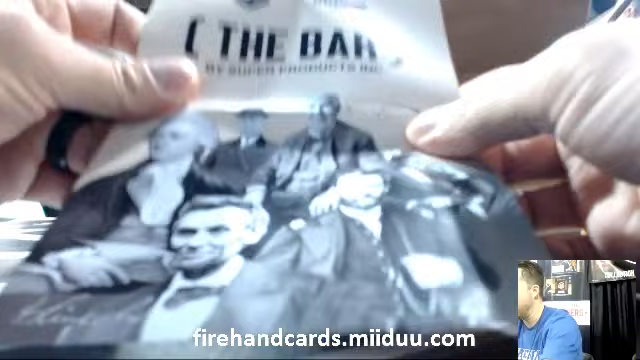 ( THE BAR
BY SUPER PRODUCTS INC
firehandcards.miiduu.com